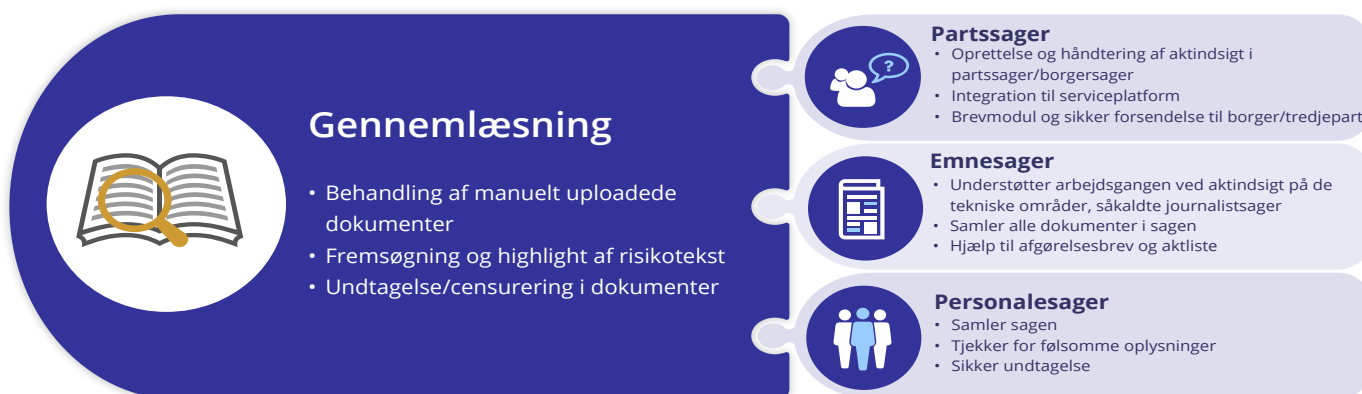 Gennemlæsning
• Behandling af manuelt uploadede
dokumenter
• Fremsøgning og highlight af risikotekst
• Undtagelse/censurering i dokumenter
?
Partssager
• Oprettelse og håndtering af aktindsigt i
partssager/borgersager
• Integration til serviceplatform
• Brevmodul og sikker forsendelse til borger/tredjepart
Emnesager
• Understøtter arbejdsgangen ved aktindsigt på de
tekniske områder, såkaldte journalistsager
• Samler alle dokumenter i sagen
• Hjælp til afgørelsesbrev og aktliste
Personalesager
• Samler sagen
• Tjekker for følsomme oplysninger
• Sikker undtagelse